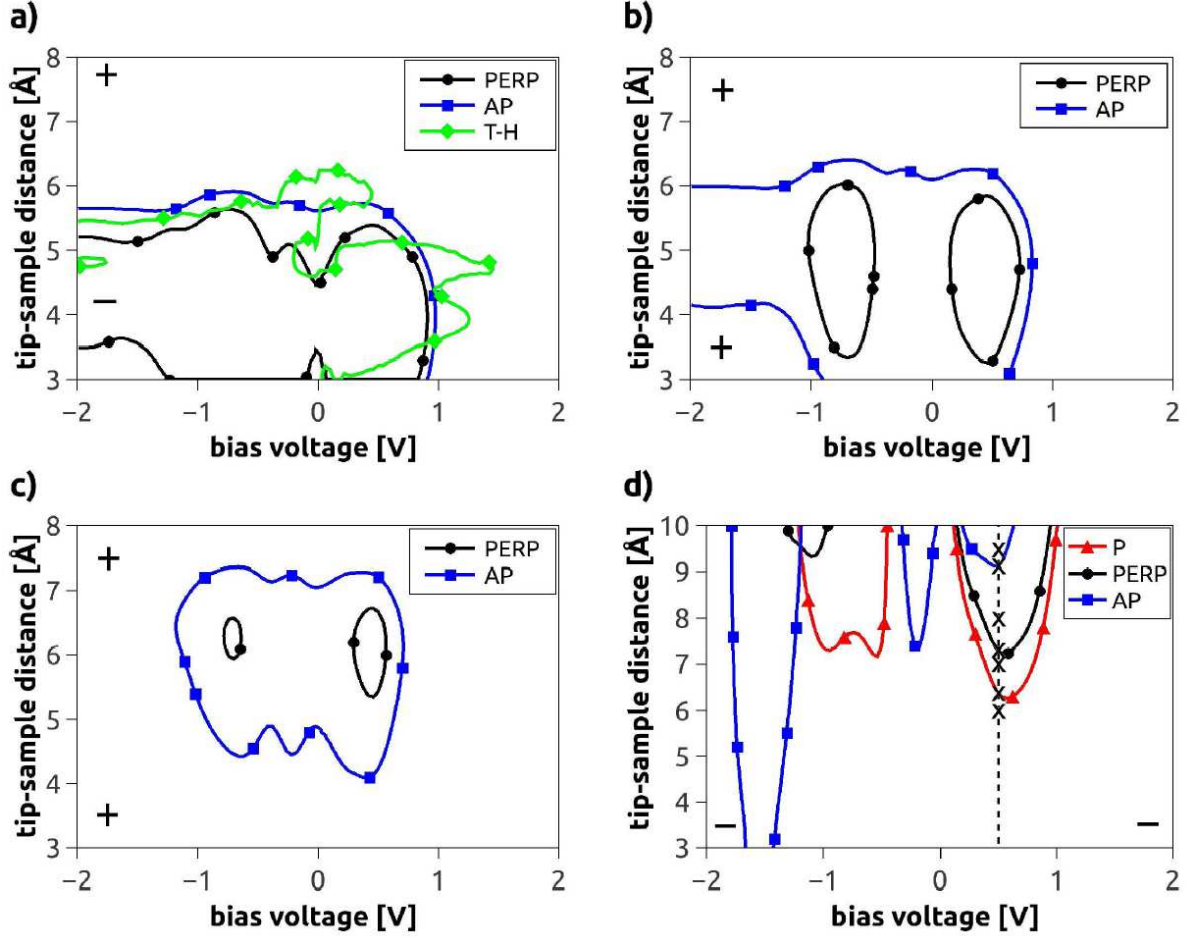 a)
8
7
6
5
4
3
tip-sample distance [Å]
+
−
PERP
AP
T-H
−2 −1 0 1 2
bias voltage [V]
b)
8
7
6
5
4
3
tip-sample distance [Å]
+
+
PERP
AP
−2 −1 0 1 2
bias voltage [V]
c)
8
7
6
5
4
3
tip-sample distance [Å]
+
+
PERP
AP
−2 −1 0 1 2
bias voltage [V]
d)
10
9
8
7
6
5
4
3
tip-sample distance [Å]
P
PERP
AP
X
X
X
X
X
X
X
−
−
−2 −1 0 1 2
bias voltage [V]